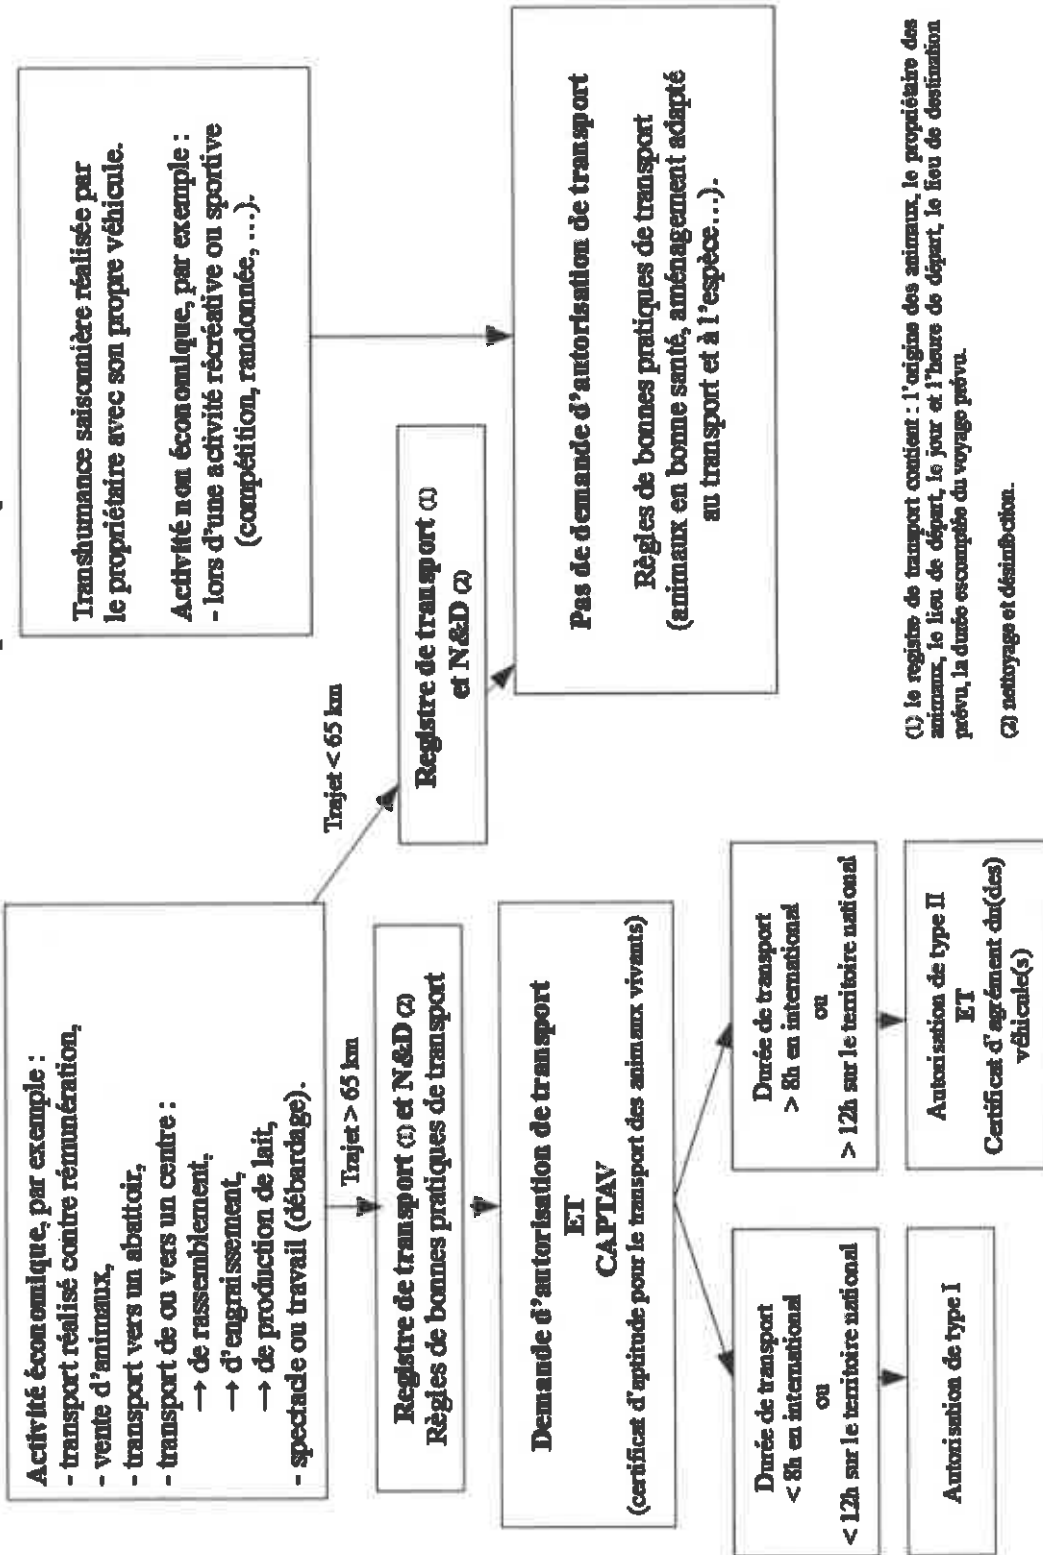 Activité économique, par exemple :
- transport réalisé contre rémunération,
- vente d'animaux,
- transport vers un abattoir,
- transport de ou vers un centre :
→ de rassemblement,
→ d'engraissement,
→ de production de lait,
- spectacle ou travail (débardage).
Transhumance saisonnière réalisée par
le propriétaire avec son propre véhicule.
Activité non économique, par exemple :
- lors d'une activité récréative ou sportive
(compétition, randonnée, ...).
Trajet > 65 km
Trajet < 65 km
Registre de transport (1) et N&D (2)
Règles de bonnes pratiques de transport
Registre de transport (1)
et N&D (2)
Demande d'autorisation de transport
ET
CAPTAV
(certificat d'aptitude pour le transport des animaux vivants)
Pas de demande d'autorisation de transport
Règles de bonnes pratiques de transport
(animaux en bonne santé, aménagement adapté
au transport et à l'espèce...).
Durée de transport
< 8h en international
ou
< 12h sur le territoire national
Durée de transport
> 8h en international
ou
> 12h sur le territoire national
Autorisation de type I
Autorisation de type II
ET
Certificat d'agrément du(des)
véhicule(s)
(1) le registre de transport contient : l'origine des animaux, le propriétaire des
animaux, le lieu de départ, le jour et l'heure de départ, le lieu de destination
prévu, la durée escomptée du voyage prévu.
(2) nettoyage et désinfection.